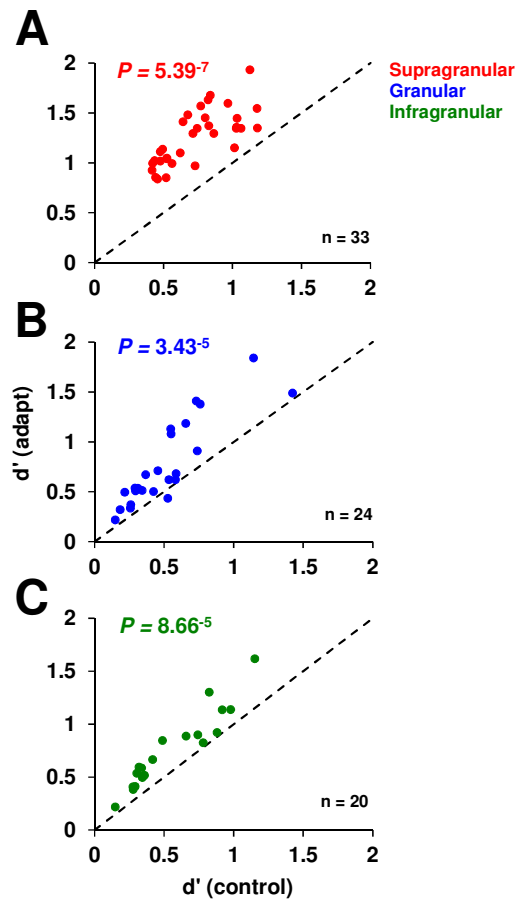 A
P = 5.39-7
Supragranular
Granular
Infragranular
2
1.5
1
0.5
0
n = 33
0 0.5 1 1.5 2
B
P = 3.43-5
2
1.5
1
0.5
0
d' (adapt)
n = 24
0 0.5 1 1.5 2
C
P = 8.66-5
2
1.5
1
0.5
0
n = 20
0 0.5 1 1.5 2
d' (control)